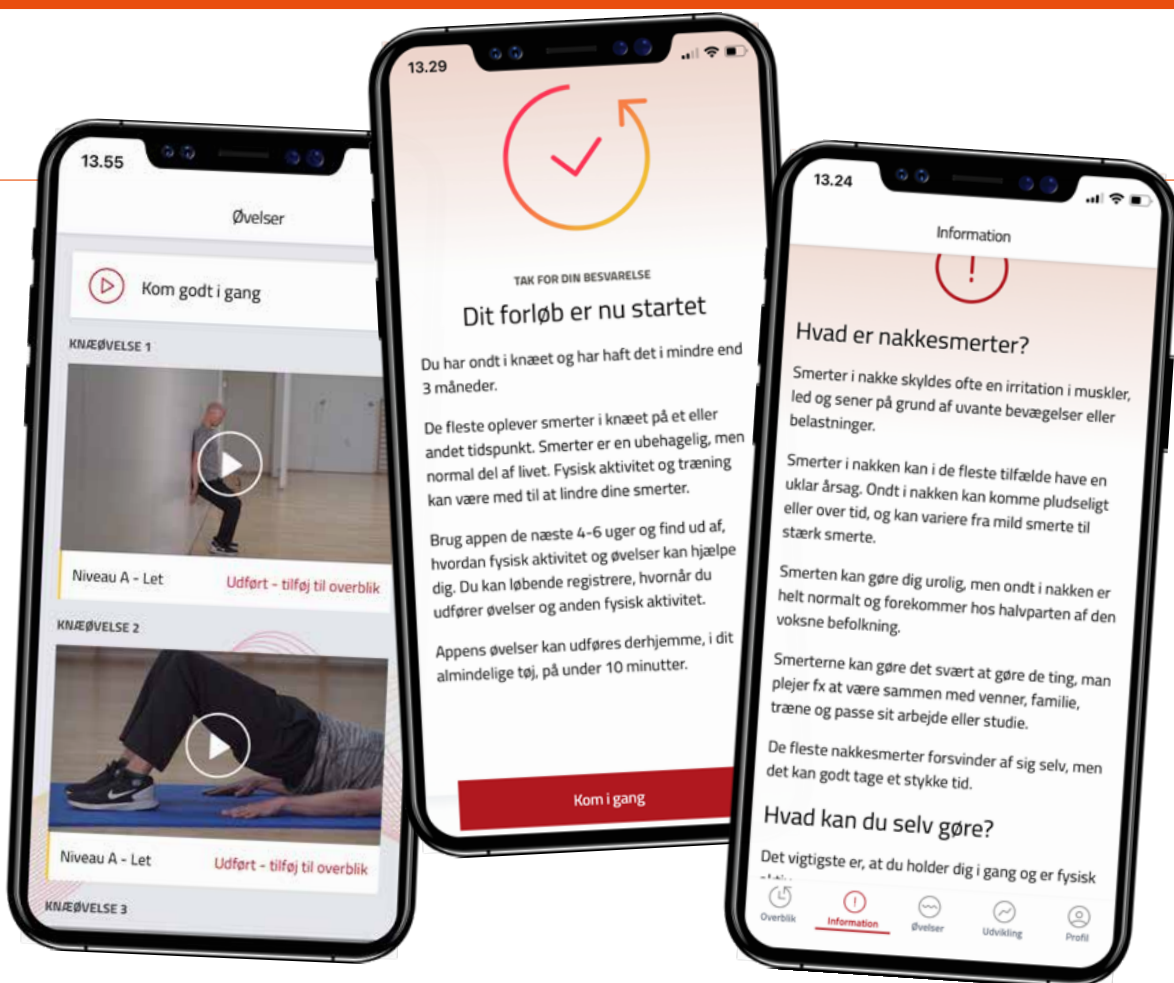 13.55
Øvelser
Kom godt i gang
KNÆØVELSE 1
Niveau A - Let
Udført - tilføj til overblik
KNÆØVELSE 2
Niveau A - Let
Udført - tilføj til overblik
KNÆØVELSE 3
13.29
TAK FOR DIN BESVARELSE
Dit forløb er nu startet
Du har ondt i knæet og har haft det i mindre end
3 måneder.
De fleste oplever smerter i knæet på et eller
andet tidspunkt. Smerter er en ubehagelig, men
normal del af livet. Fysisk aktivitet og træning
kan være med til at lindre dine smerter.
Brug appen de næste 4-6 uger og find ud af,
hvordan fysisk aktivitet og øvelser kan hjælpe
dig. Du kan løbende registrere, hvornår du
udfører øvelser og anden fysisk aktivitet.
Appens øvelser kan udføres derhjemme, i dit
almindelige tøj, på under 10 minutter.
Kom i gang
13.24
Information
Hvad er nakkesmerter?
Smerter i nakke skyldes ofte en irritation i muskler,
led og sener på grund af uvante bevægelser eller
belastninger.
Smerter i nakken kan i de fleste tilfælde have en
uklar årsag. Ondt i nakken kan komme pludseligt
eller over tid, og kan variere fra mild smerte til
stærk smerte.
Smerten kan gøre dig urolig, men ondt i nakken er
helt normalt og forekommer hos halvparten af den
voksne befolkning.
Smerterne kan gøre det svært at gøre de ting, man
plejer fx at være sammen med venner, familie,
træne og passe sit arbejde eller studie.
De fleste nakkesmerter forsvinder af sig selv, men
det kan godt tage et stykke tid.
Hvad kan du selv gøre?
Det vigtigste er, at du holder dig i gang og er fysisk
Overblik
Information
Øvelser
Udvikling
Profil